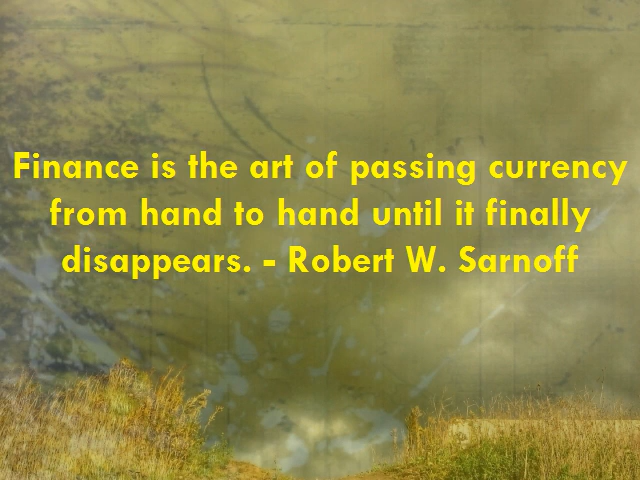 Finance is the art of passing currency
from hand to hand until it finally
disappears. - Robert W. Sarnoff